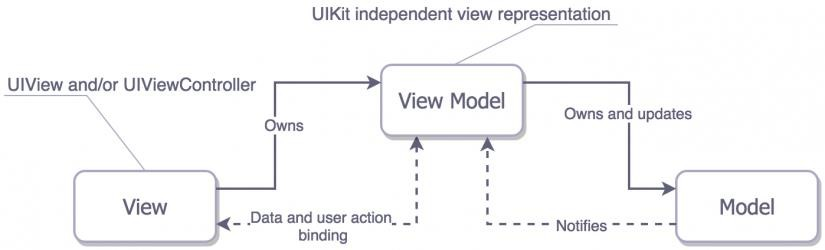 UIKit independent view representation
UIView and/or UIViewController
View Model
Owns
Owns and updates
View
Data and user action
binding
Notifies
Model